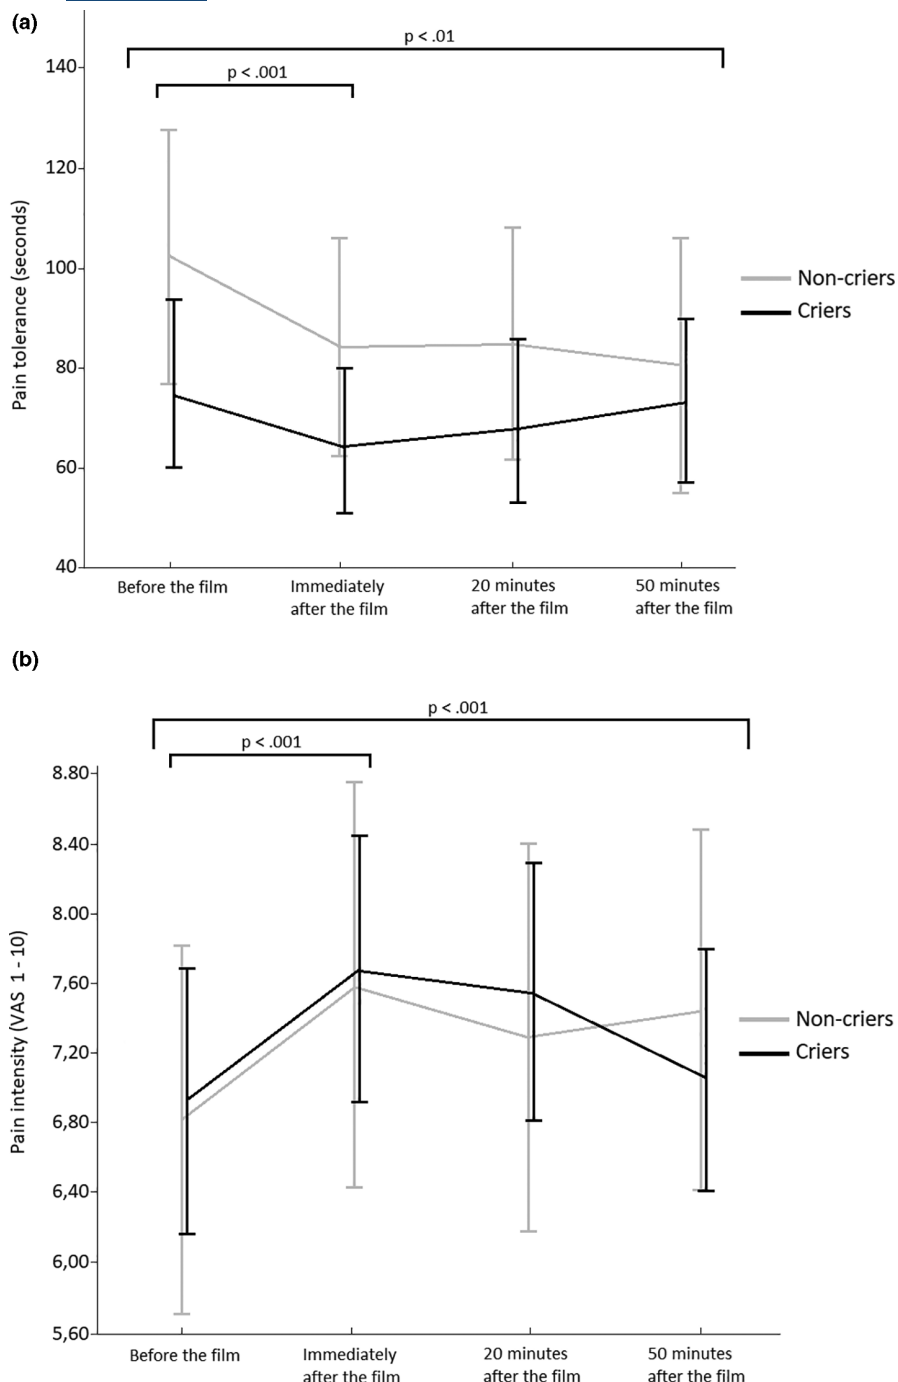 (a)
p < .01
p < .001
140
120
100
80
60
40
Pain tolerance (seconds)
Non-criers
Criers
Before the film
Immediately
after the film
20 minutes
after the film
50 minutes
after the film
(b)
p < .001
p < .001
8.80
8.40
8.00
7,60
7,20
6,80
6,40
6,00
5,60
Pain intensity (VAS 1 - 10)
Non-criers
Criers
Before the film
Immediately
after the film
20 minutes
after the film
50 minutes
after the film